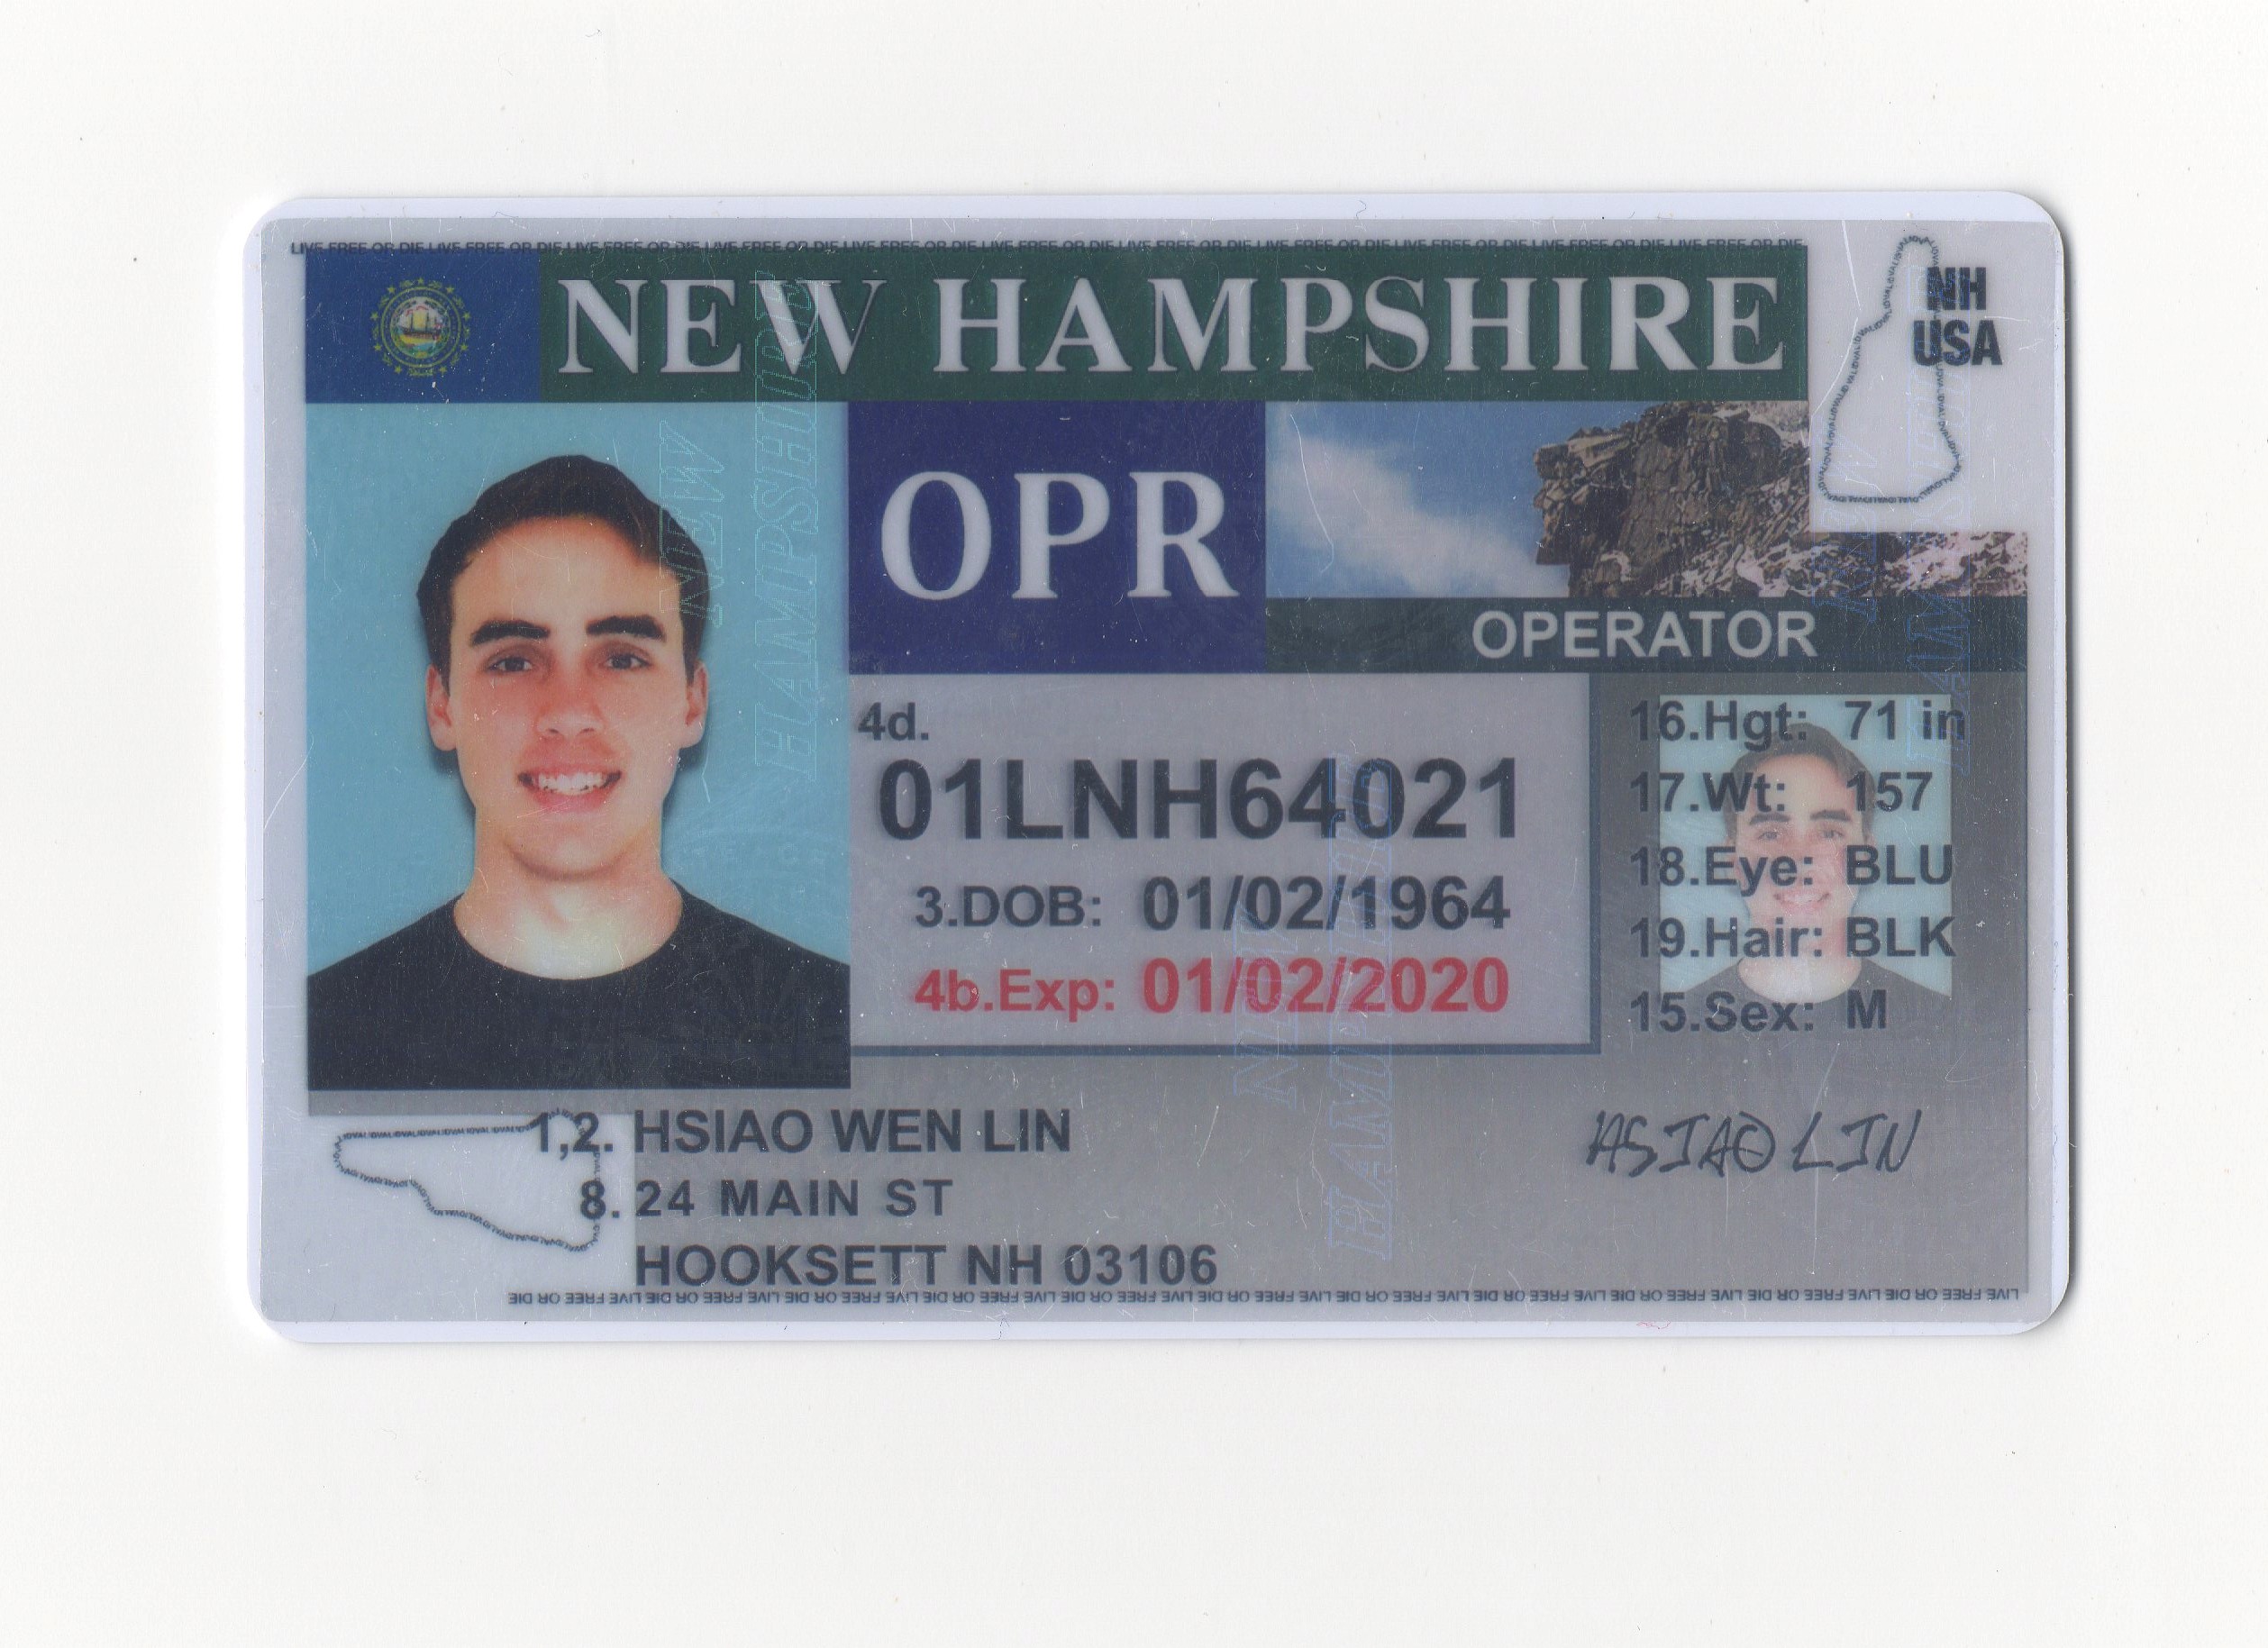 LIVE FREE OR DIE LIVE FREE OR DIE LIVE FREE OR DIE LIVE FREE OR DIE LIVE FREE OR DIE LIVE FREE OR DIE LIVE FREE OR DIE LIVE FREE OR DIE LIVE FREE OR DIE LIVE FREE OR DIE LIVE FREE OR DIE
NEW HAMPSHIRE
NH
USA
OPR
OPERATOR
4d.
01LNH64021
3.DOB: 01/02/1964
4b.Exp: 01/02/2020
16.Hgt: 71 in
17.Wt: 157
18.Eye: BLU
19.Hair: BLK
15.Sex: M
1,2. HSIAO WEN LIN
8. 24 MAIN ST
HOOKSETT NH 03106
HSIAO LIN
LIVE FREE OR DIE LIVE FREE OR DIE LIVE FREE OR DIE LIVE FREE OR DIE LIVE FREE OR DIE LIVE FREE OR DIE LIVE FREE OR DIE LIVE FREE OR DIE LIVE FREE OR DIE LIVE FREE OR DIE LIVE FREE OR DIE
NEW
HAMPSHIRE
NEW
HAMPSHIRE
NEW
HAMPSHIRE